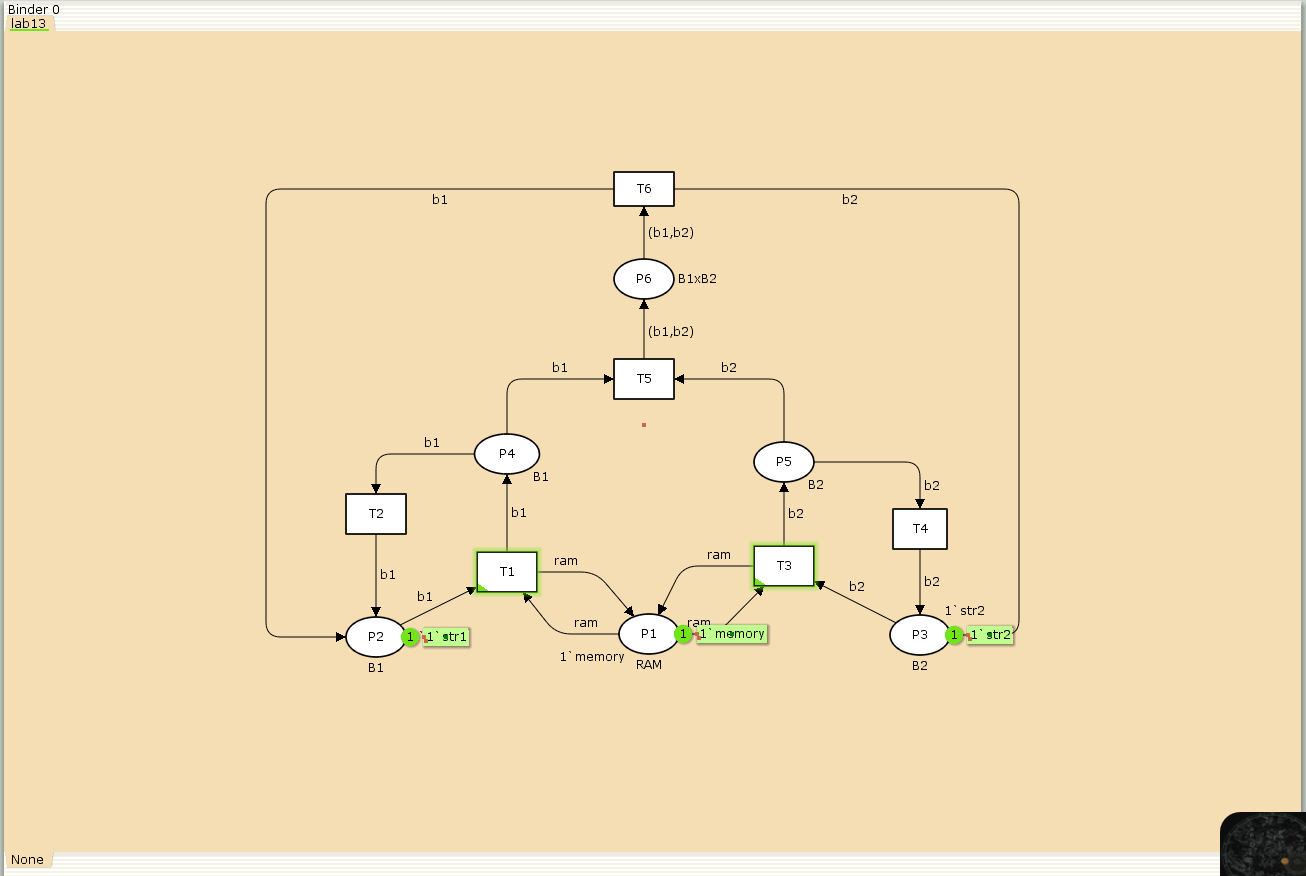 Binder 0
lab13
T6
b1
b2
(b1,b2)
P6
B1xB2
(b1,b2)
b1
b2
T5
b1
P4
P5
B1
B2
b2
T2
b1
b2
T4
ram
ram
T1
T3
b1
b2
b1
b2
ram
ram
1`str2
P2
1
1`str1
P1
1
1`memory
P3
1
1`str2
1`memory
RAM
B1
B2
None